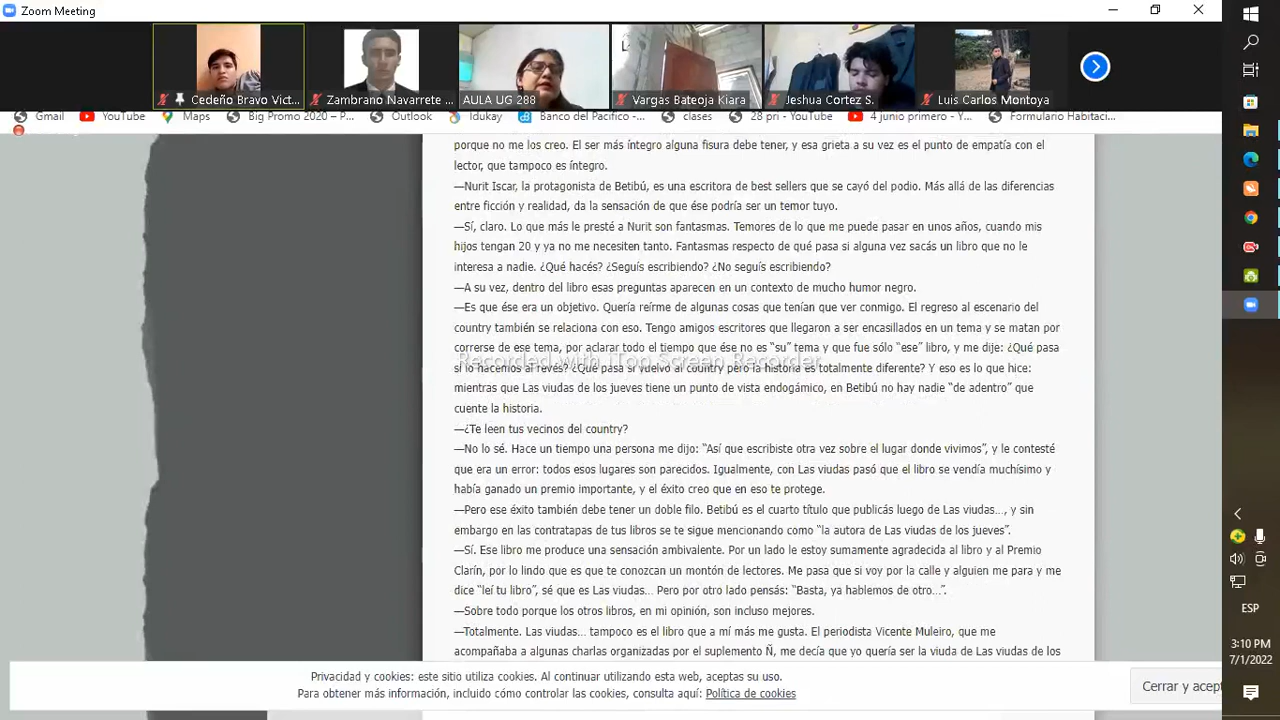 Zoom Meeting
Cedeño Bravo Vict...
Zambrano Navarrete ...
AULA UG 288
Vargas Bateoja Kiara
Jeshua Cortez S.
Luis Carlos Montoya
Gmail
YouTube
Maps
Big Promo 2020 – P...
Outlook
Idukay
Banco del Pacifico -...
clases
28 pri - YouTube
4 junio primero - Y...
Formulario Habitaci...
porque no me los creo. El ser más íntegro alguna fisura debe tener, y esa grieta a su vez es el punto de empatía con el
lector, que tampoco es íntegro.
—Nurit Iscar, la protagonista de Betibú, es una escritora de best sellers que se cayó del podio. Más allá de las diferencias
entre ficción y realidad, da la sensación de que ése podría ser un temor tuyo.
—Sí, claro. Lo que más le presté a Nurit son fantasmas. Temores de lo que me puede pasar en unos años, cuando mis
hijos tengan 20 y ya no me necesiten tanto. Fantasmas respecto de qué pasa si alguna vez sacás un libro que no le
interesa a nadie. ¿Qué hacés? ¿Seguís escribiendo? ¿No seguís escribiendo?
—A su vez, dentro del libro esas preguntas aparecen en un contexto de mucho humor negro.
—Es que ése era un objetivo. Quería reírme de algunas cosas que tenían que ver conmigo. El regreso al escenario del
country también se relaciona con eso. Tengo amigos escritores que llegaron a ser encasillados en un tema y se matan por
correrse de ese tema, por aclarar todo el tiempo que ése no es “su” tema y que fue sólo “ese” libro, y me dije: ¿Qué pasa
si lo hacemos al revés? ¿Qué pasa si vuelvo al country pero la historia es totalmente diferente? Y eso es lo que hice:
mientras que Las viudas de los jueves tiene un punto de vista endogámico, en Betibú no hay nadie “de adentro” que
cuente la historia.
—¿Te leen tus vecinos del country?
—No lo sé. Hace un tiempo una persona me dijo: “Así que escribiste otra vez sobre el lugar donde vivimos”, y le contesté
que era un error: todos esos lugares son parecidos. Igualmente, con Las viudas pasó que el libro se vendía muchísimo y
había ganado un premio importante, y el éxito creo que en eso te protege.
—Pero ese éxito también debe tener un doble filo. Betibú es el cuarto título que publicás luego de Las viudas…, y sin
embargo en las contratapas de tus libros se te sigue mencionando como “la autora de Las viudas de los jueves”.
—Sí. Ese libro me produce una sensación ambivalente. Por un lado le estoy sumamente agradecida al libro y al Premio
Clarín, por lo lindo que es que te conozcan un montón de lectores. Me pasa que si voy por la calle y alguien me para y me
dice “leí tu libro”, sé que es Las viudas… Pero por otro lado pensás: “Basta, ya hablemos de otro…”.
—Sobre todo porque los otros libros, en mi opinión, son incluso mejores.
—Totalmente. Las viudas… tampoco es el libro que a mí más me gusta. El periodista Vicente Muleiro, que me
acompañaba a algunas charlas organizadas por el suplemento Ñ, me decía que yo quería ser la viuda de Las viudas de los
Recorded with iTop Screen Recorder
Privacidad y cookies: este sitio utiliza cookies. Al continuar utilizando esta web, aceptas su uso.
Para obtener más información, incluido cómo controlar las cookies, consulta aquí: Política de cookies
Cerrar y acept
ESP
3:10 PM
7/1/2022